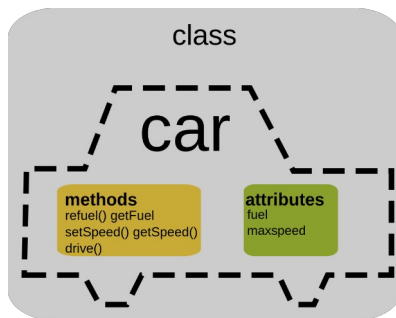 class
car
methods
refuel() getFuel
setSpeed() getSpeed()
drive()
attributes
fuel
maxspeed